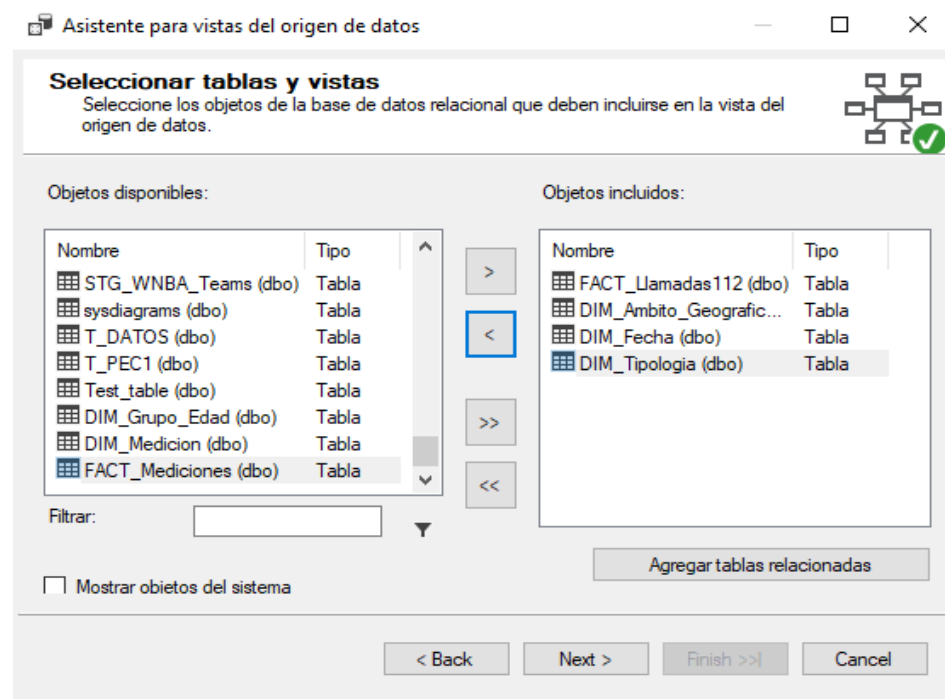 Asistente para vistas del origen de datos
Seleccionar tablas y vistas
Seleccione los objetos de la base de datos relacional que deben incluirse en la vista del
origen de datos.
Objetos disponibles:
Nombre Tipo
STG_WNBA_Teams (dbo) Tabla
sysdiagrams (dbo) Tabla
T_DATOS (dbo) Tabla
T_PEC1 (dbo) Tabla
Test_table (dbo) Tabla
DIM_Grupo_Edad (dbo) Tabla
DIM_Medicion (dbo) Tabla
FACT_Mediciones (dbo) Tabla
Filtrar:
Mostrar objetos del sistema
>
<
>>
<<
Objetos incluidos:
Nombre Tipo
FACT_Llamadas112 (dbo) Tabla
DIM_Ambito_Geografic... Tabla
DIM_Fecha (dbo) Tabla
DIM_Tipologia (dbo) Tabla
Agregar tablas relacionadas
< Back Next > Finish >>| Cancel